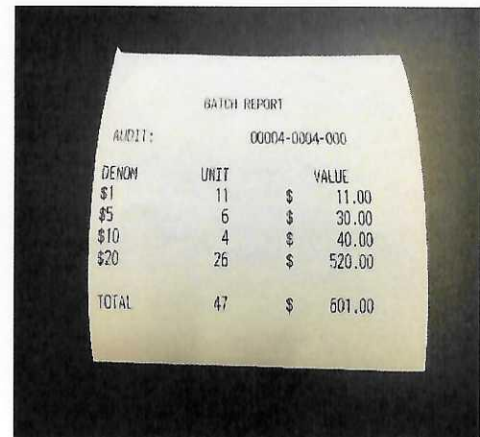 BATCH REPORT
AUDIT: 00004-0004-000
DENOM UNIT VALUE
$1 11 $ 11.00
$5 6 $ 30.00
$10 4 $ 40.00
$20 26 $ 520.00
TOTAL 47 $ 601.00